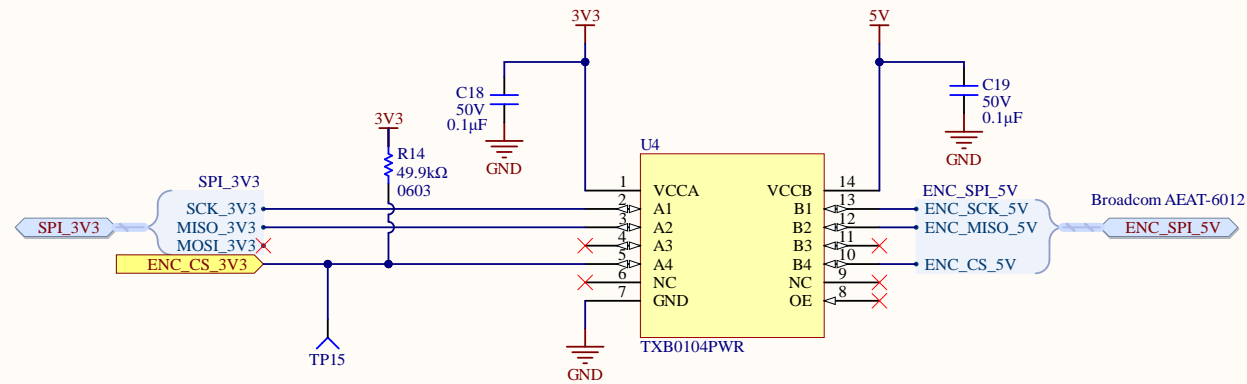 3V3
5V
C18
50V
0.1µF
GND
C19
50V
0.1µF
GND
3V3
R14
49.9kΩ
0603
U4
SPI_3V3
SPI_3V3
SCK_3V3
MISO_3V3
MOSI_3V3
ENC_CS_3V3
TP15
1
2
3
4
5
6
7
VCCA
A1
A2
A3
A4
NC
GND
VCCB
B1
B2
B3
B4
NC
OE
14
13
12
11
10
9
8
TXB0104PWR
GND
ENC_SPI_5V
ENC_SCK_5V
ENC_MISO_5V
ENC_CS_5V
Broadcom AEAT-6012
ENC_SPI_5V